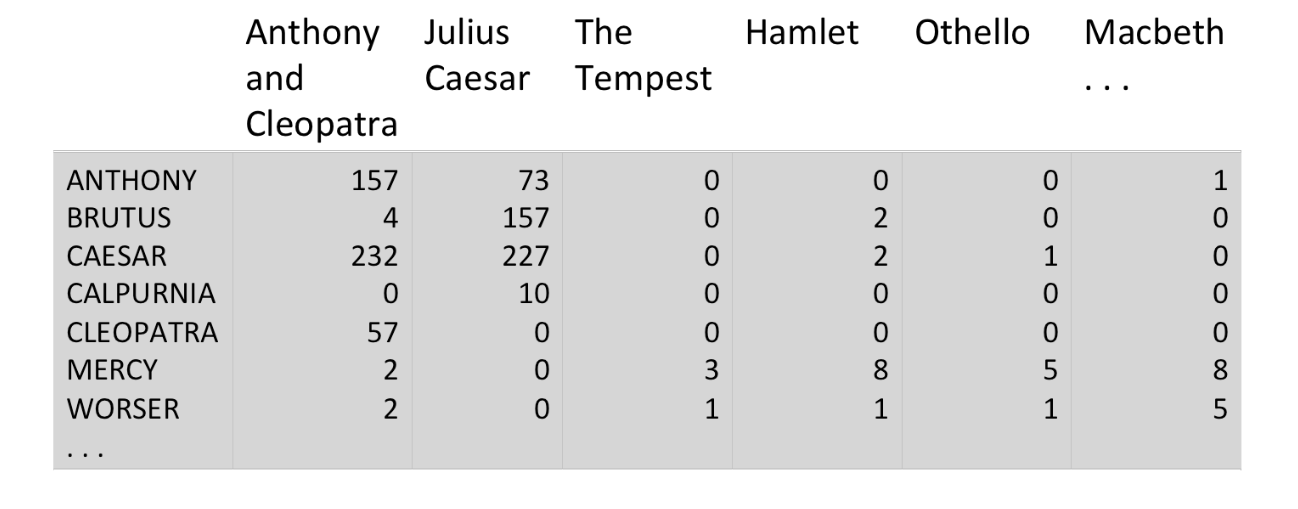 Anthony and Cleopatra Julius Caesar The Tempest Hamlet Othello Macbeth . . .
ANTHONY 157 73 0 0 0 1
BRUTUS 4 157 0 2 0 0
CAESAR 232 227 0 2 1 0
CALPURNIA 0 10 0 0 0 0
CLEOPATRA 57 0 0 0 0 0
MERCY 2 0 3 8 5 8
WORSER 2 0 1 1 1 5
. . .